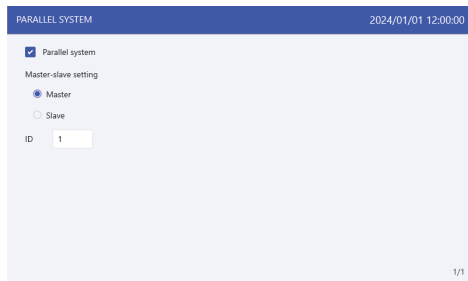 PARALLEL SYSTEM 2024/01/01 12:00:00
Parallel system
Master-slave setting
Master
Slave
ID 1
1/1